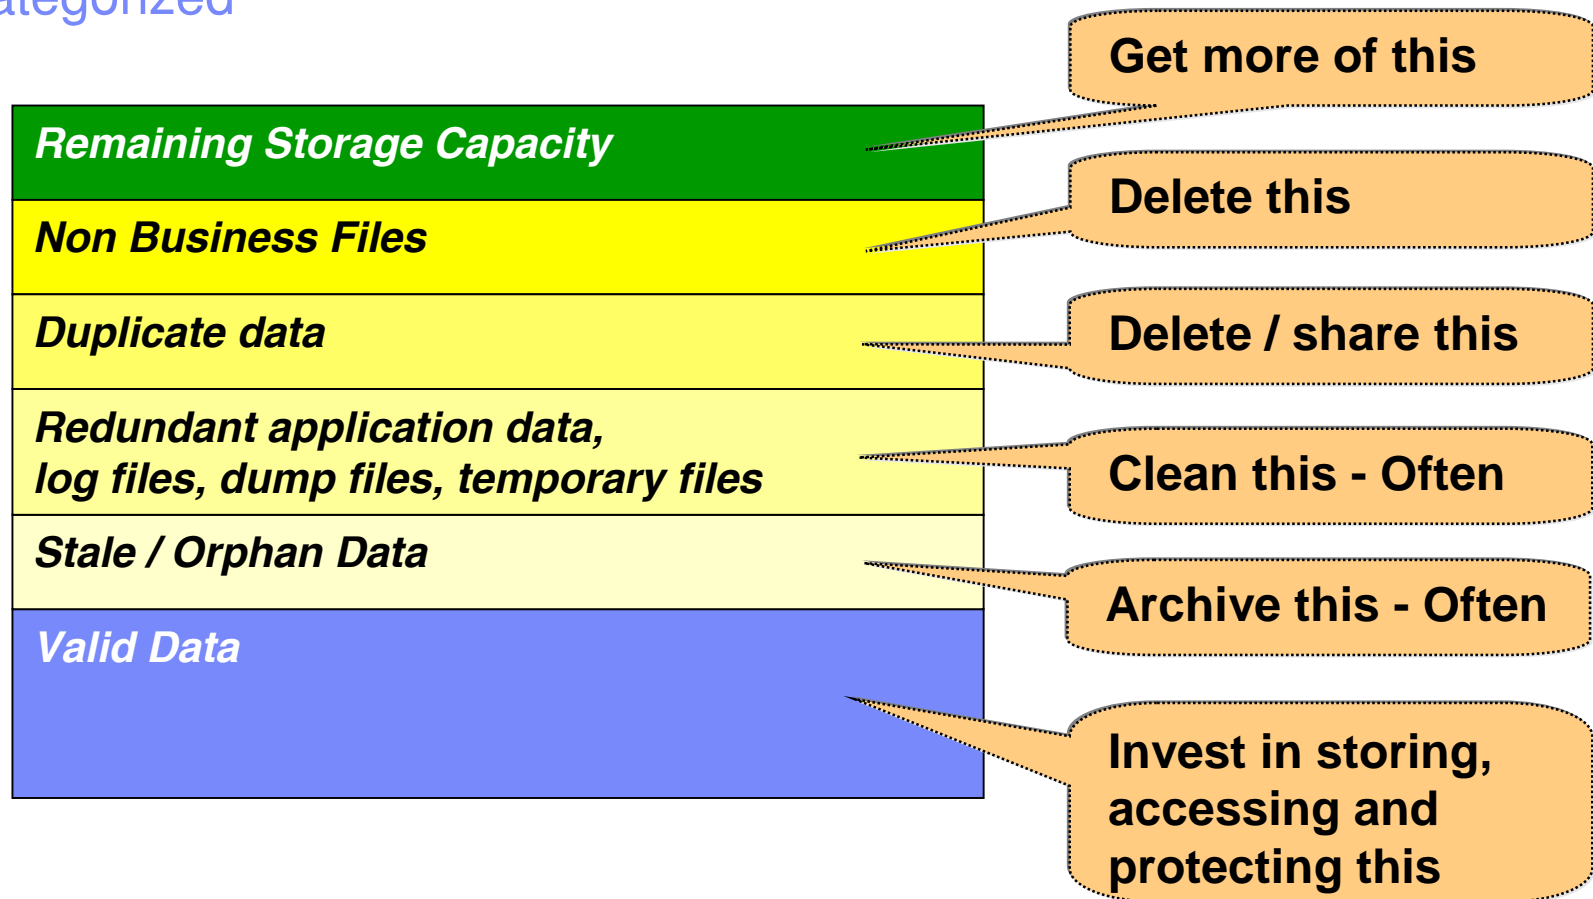 ategorized
Get more of this
Remaining Storage Capacity
Delete this
Non Business Files
Delete / share this
Duplicate data
Redundant application data,
log files, dump files, temporary files
Clean this - Often
Stale / Orphan Data
Archive this - Often
Valid Data
Invest in storing,
accessing and
protecting this